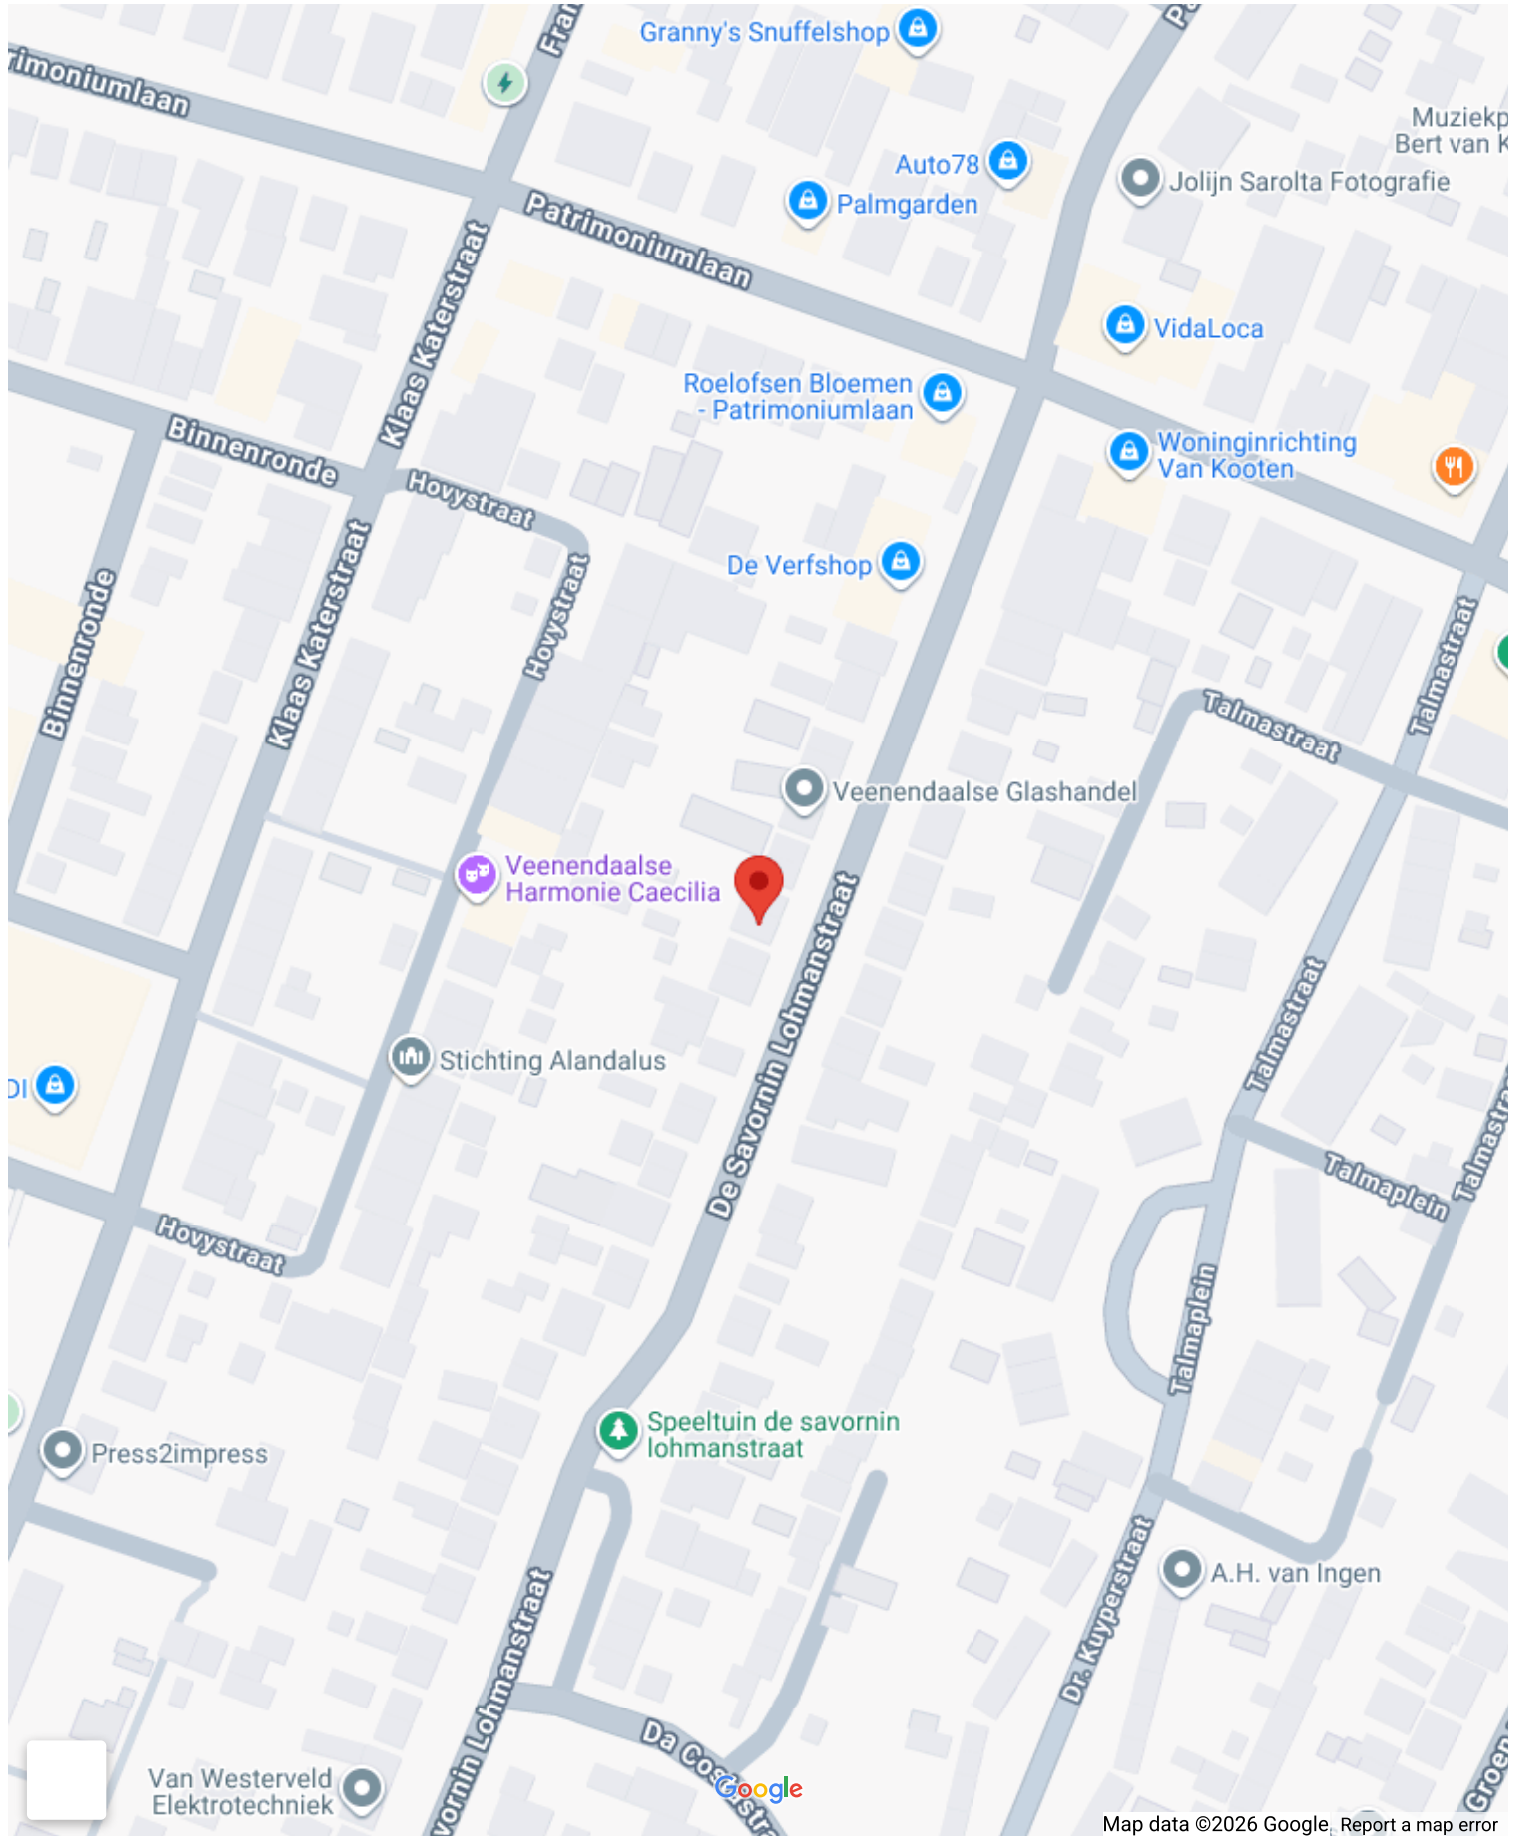 Granny's Snuffelshop
Patrimoniumlaan
Auto78
Palmgarden
Jolijn Sarolta Fotografie
Bert van
VidaLoca
Klaas Katerstraat
Roelofsen Bloemen
- Patrimoniumlaan
Woninginrichting
Van Kooten
Binnenronde
Hovystraat
De Verfshop
Hovystraat
Binnenronde
Klaas Katerstraat
Talmastraat
Talmastraat
Veenendaalse Glashandel
Veenendaalse
Harmonie Caecilia
De Savornin Lohmanstraat
Stichting Alandalus
Talmastraat
Talmaplein
Hovystraat
Talmaplein
Speeltuin de savornin
lohmanstraat
Press2impress
A.H. van Ingen
Dr. Kuyperstraat
Lohmanstraat
Van Westerveld
Elektrotechniek
Da
Google
Map data ©2026 Google
Report a map error